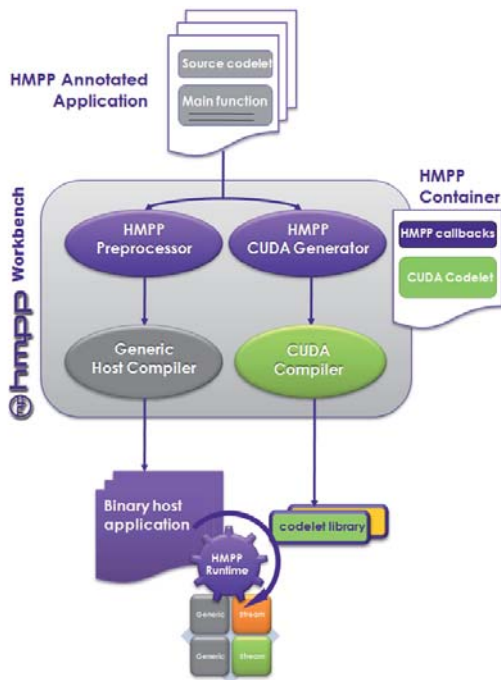 Source codelet
HMPP Annotated
Application
Main function
HMPP
Container
HMPP callbacks
CUDA Codelet
hmpp Workbench
HMPP
Preprocessor
HMPP
CUDA Generator
Generic
Host Compiler
CUDA
Compiler
Binary host
application
codelet library
HMPP
Runtime
Generic
Stream
Generic
Stream